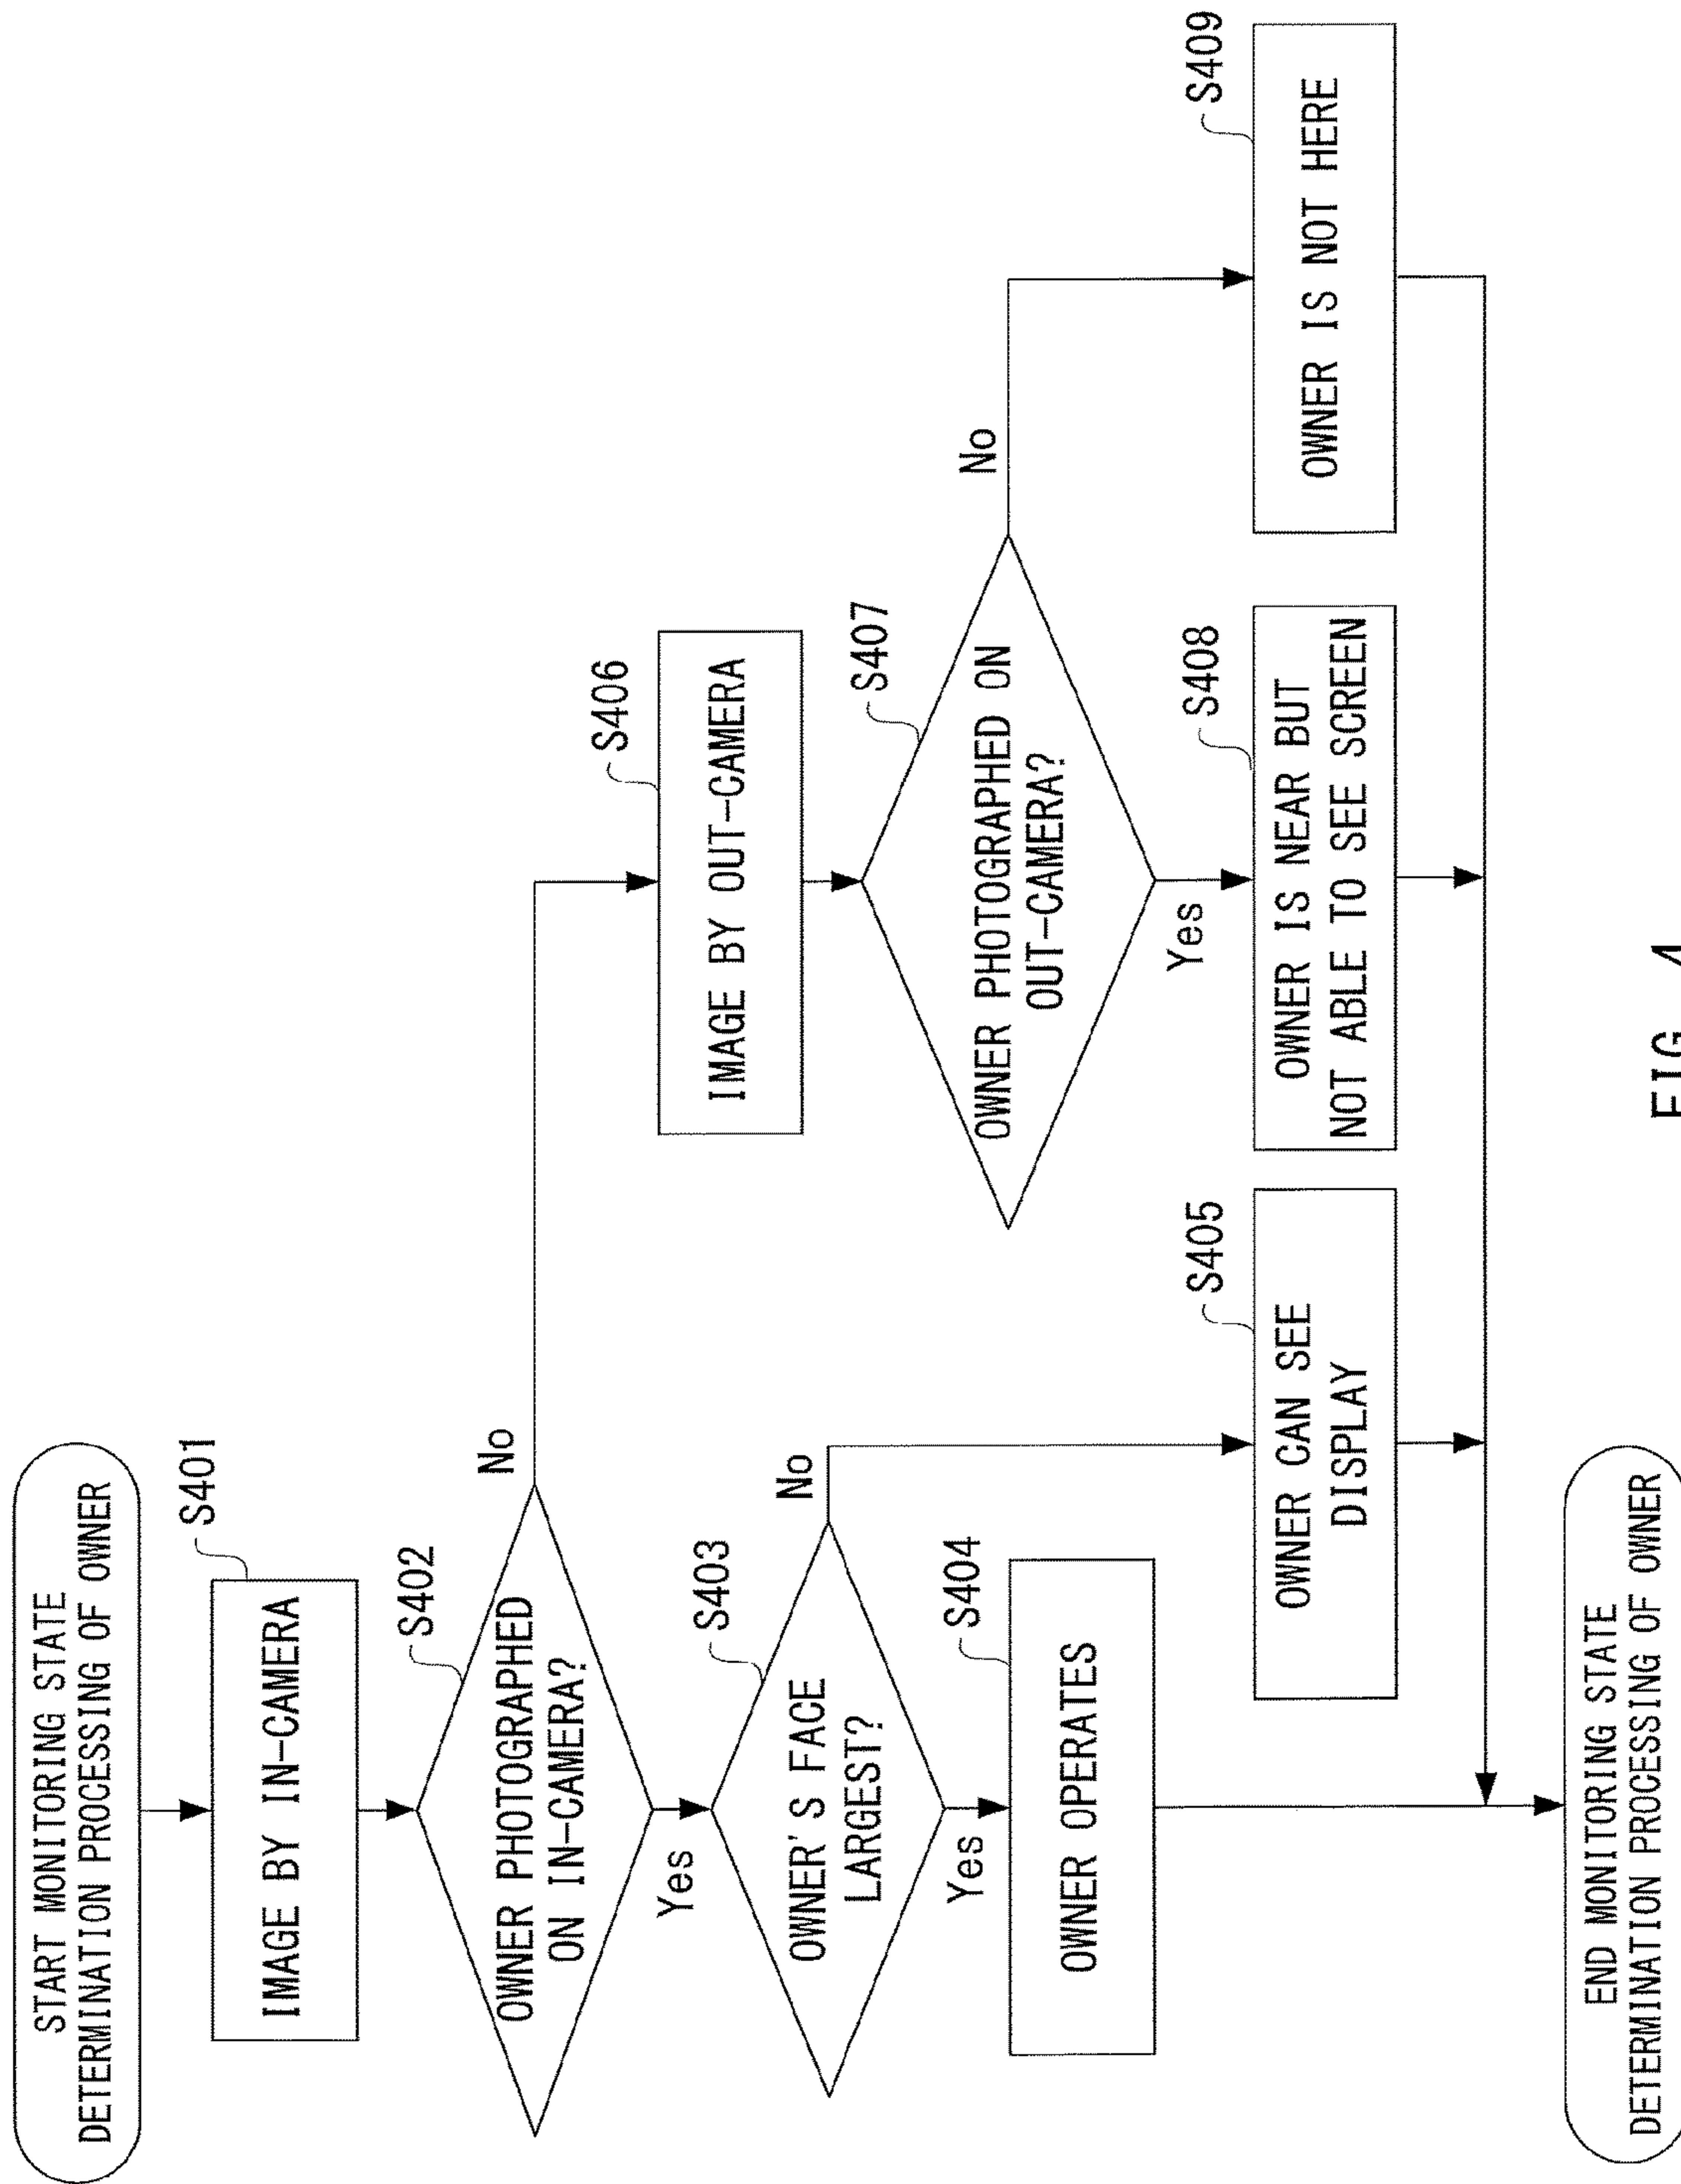 START MONITORING STATE
DETERMINATION PROCESSING OF OWNER
S401
IMAGE BY IN-CAMERA
S402
OWNER PHOTOGRAPHED
ON IN-CAMERA?
No
Yes
S403
OWNER'S FACE
LARGEST?
No
Yes
S404
OWNER OPERATES
S405
OWNER CAN SEE
DISPLAY
S406
IMAGE BY OUT-CAMERA
S407
OWNER PHOTOGRAPHED ON
OUT-CAMERA?
No
Yes
S408
OWNER IS NEAR BUT
NOT ABLE TO SEE SCREEN
S409
OWNER IS NOT HERE
END MONITORING STATE
DETERMINATION PROCESSING OF OWNER
FIG. 4